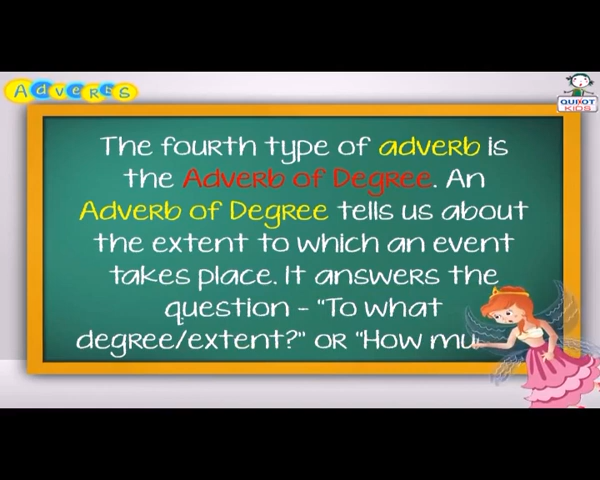 Adverbs
QUIXOT
KIDS
The fourth type of adverb is
the Adverb of Degree. An
Adverb of Degree tells us about
the extent to which an event
takes place. It answers the
question - "To what
degree/extent?" or "How mu